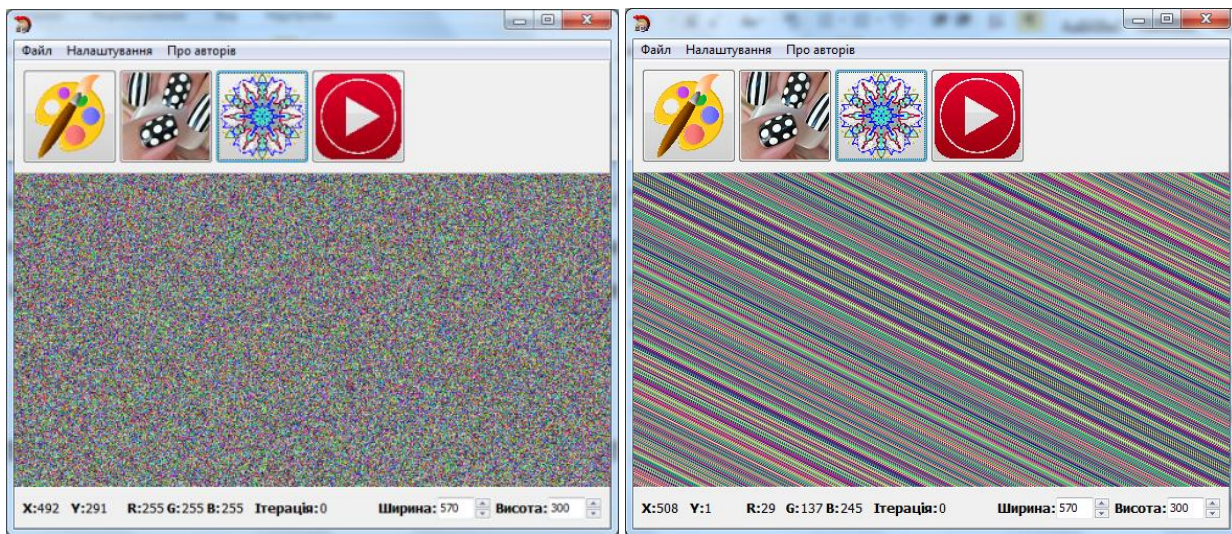 Файл Налаштування Про авторів
X:492 Y:291 R:255 G:255 B:255 Ітерація:0 Ширина: 570 Висота: 300
Файл Налаштування Про авторів
X:508 Y:1 R:29 G:137 B:245 Ітерація:0 Ширина: 570 Висота: 300